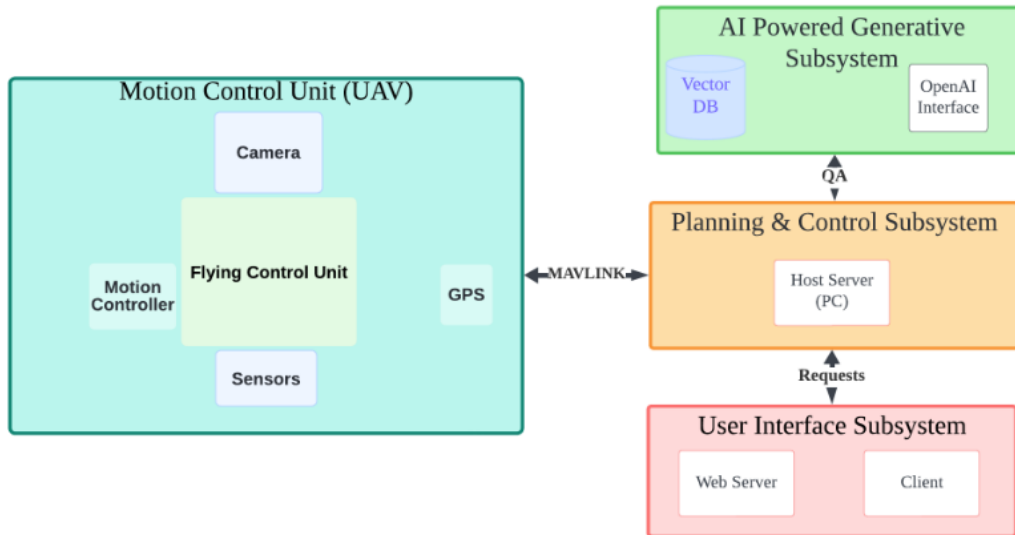 Motion Control Unit (UAV)
Camera
Flying Control Unit
Motion
Controller
GPS
Sensors
MAVLINK
AI Powered Generative
Subsystem
Vector
DB
OpenAI
Interface
QA
Planning & Control Subsystem
Host Server
(PC)
Requests
User Interface Subsystem
Web Server
Client